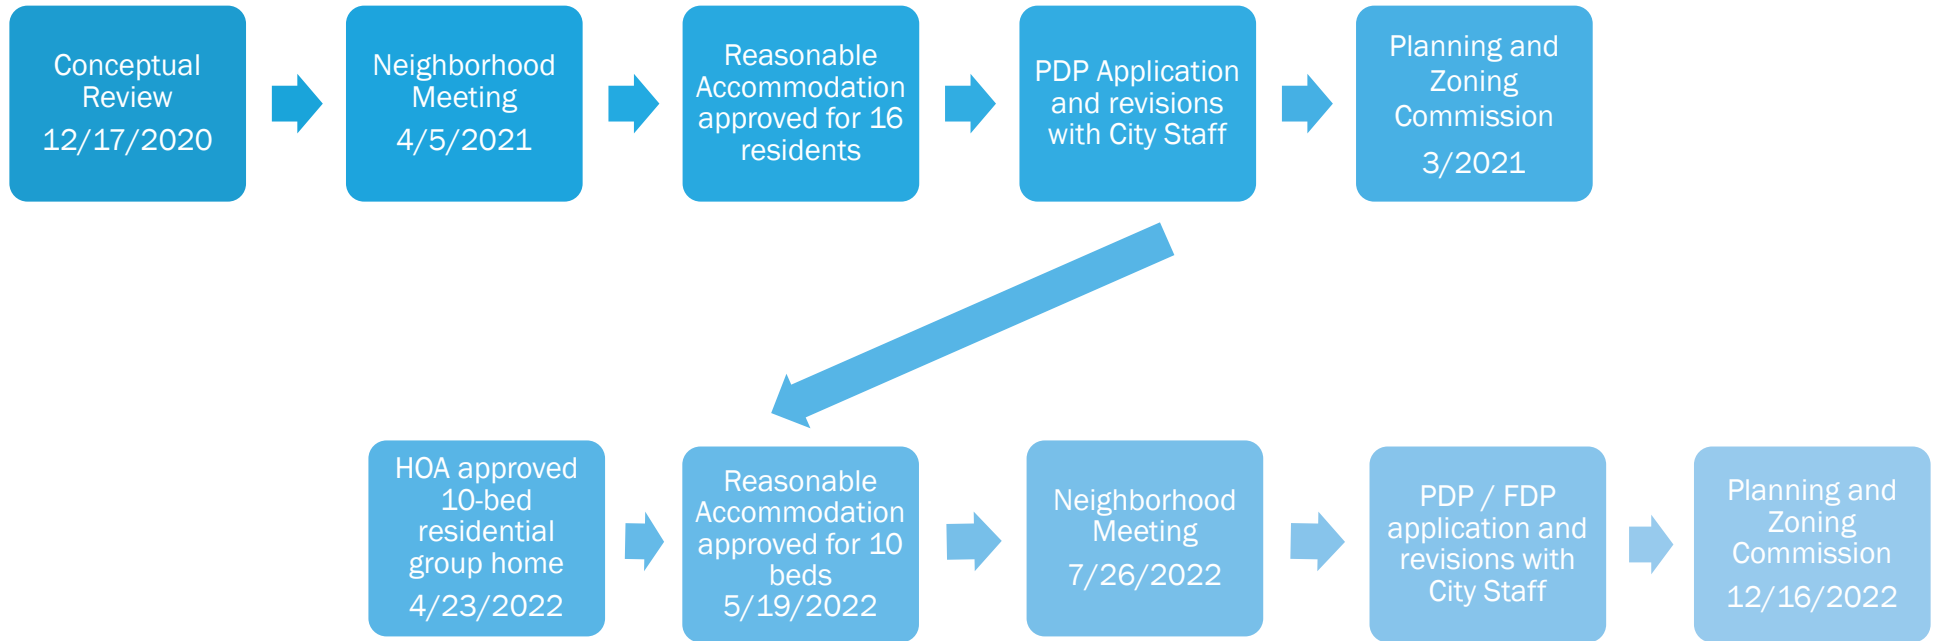 Conceptual
Review
12/17/2020
Neighborhood
Meeting
4/5/2021
Reasonable
Accommodation
approved for 16
residents
PDP Application
and revisions
with City Staff
Planning and
Zoning
Commission
3/2021
HOA approved
10-bed
residential
group home
4/23/2022
Reasonable
Accommodation
approved for 10
beds
5/19/2022
Neighborhood
Meeting
7/26/2022
PDP / FDP
application and
revisions with
City Staff
Planning and
Zoning
Commission
12/16/2022